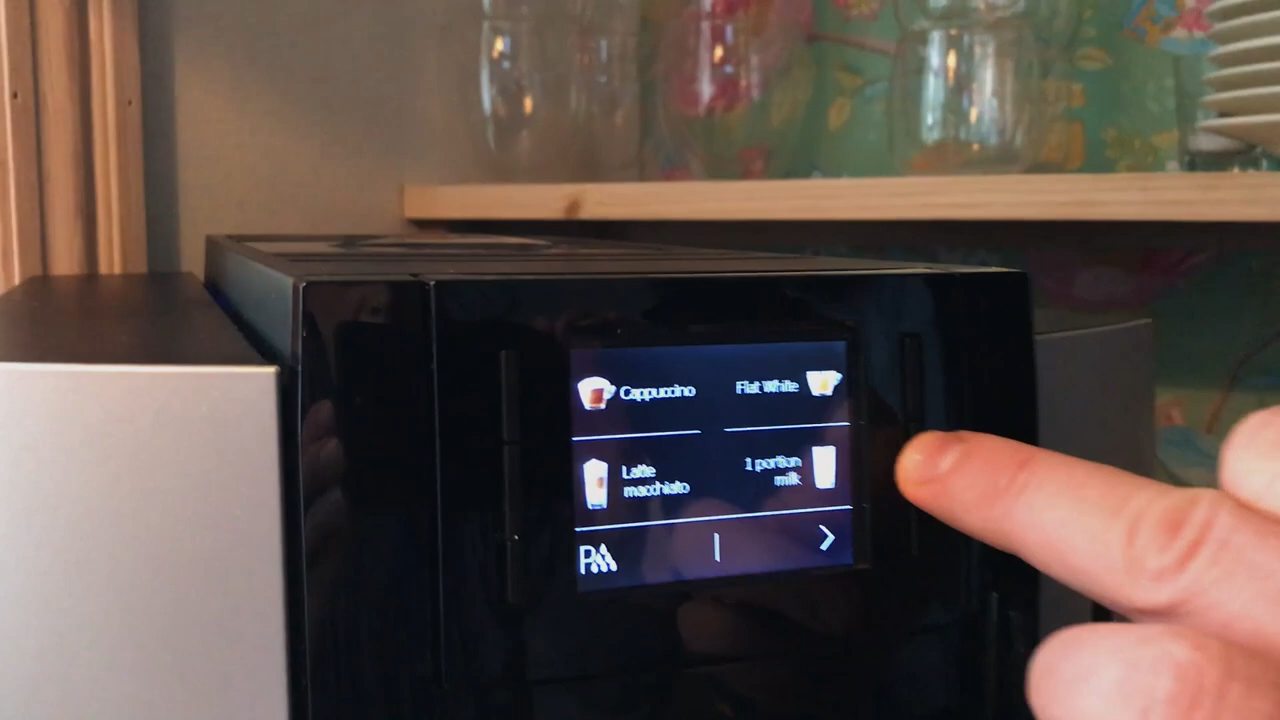 Cappuccino
Flat White
Latte
macchiato
1 portion
milk
P